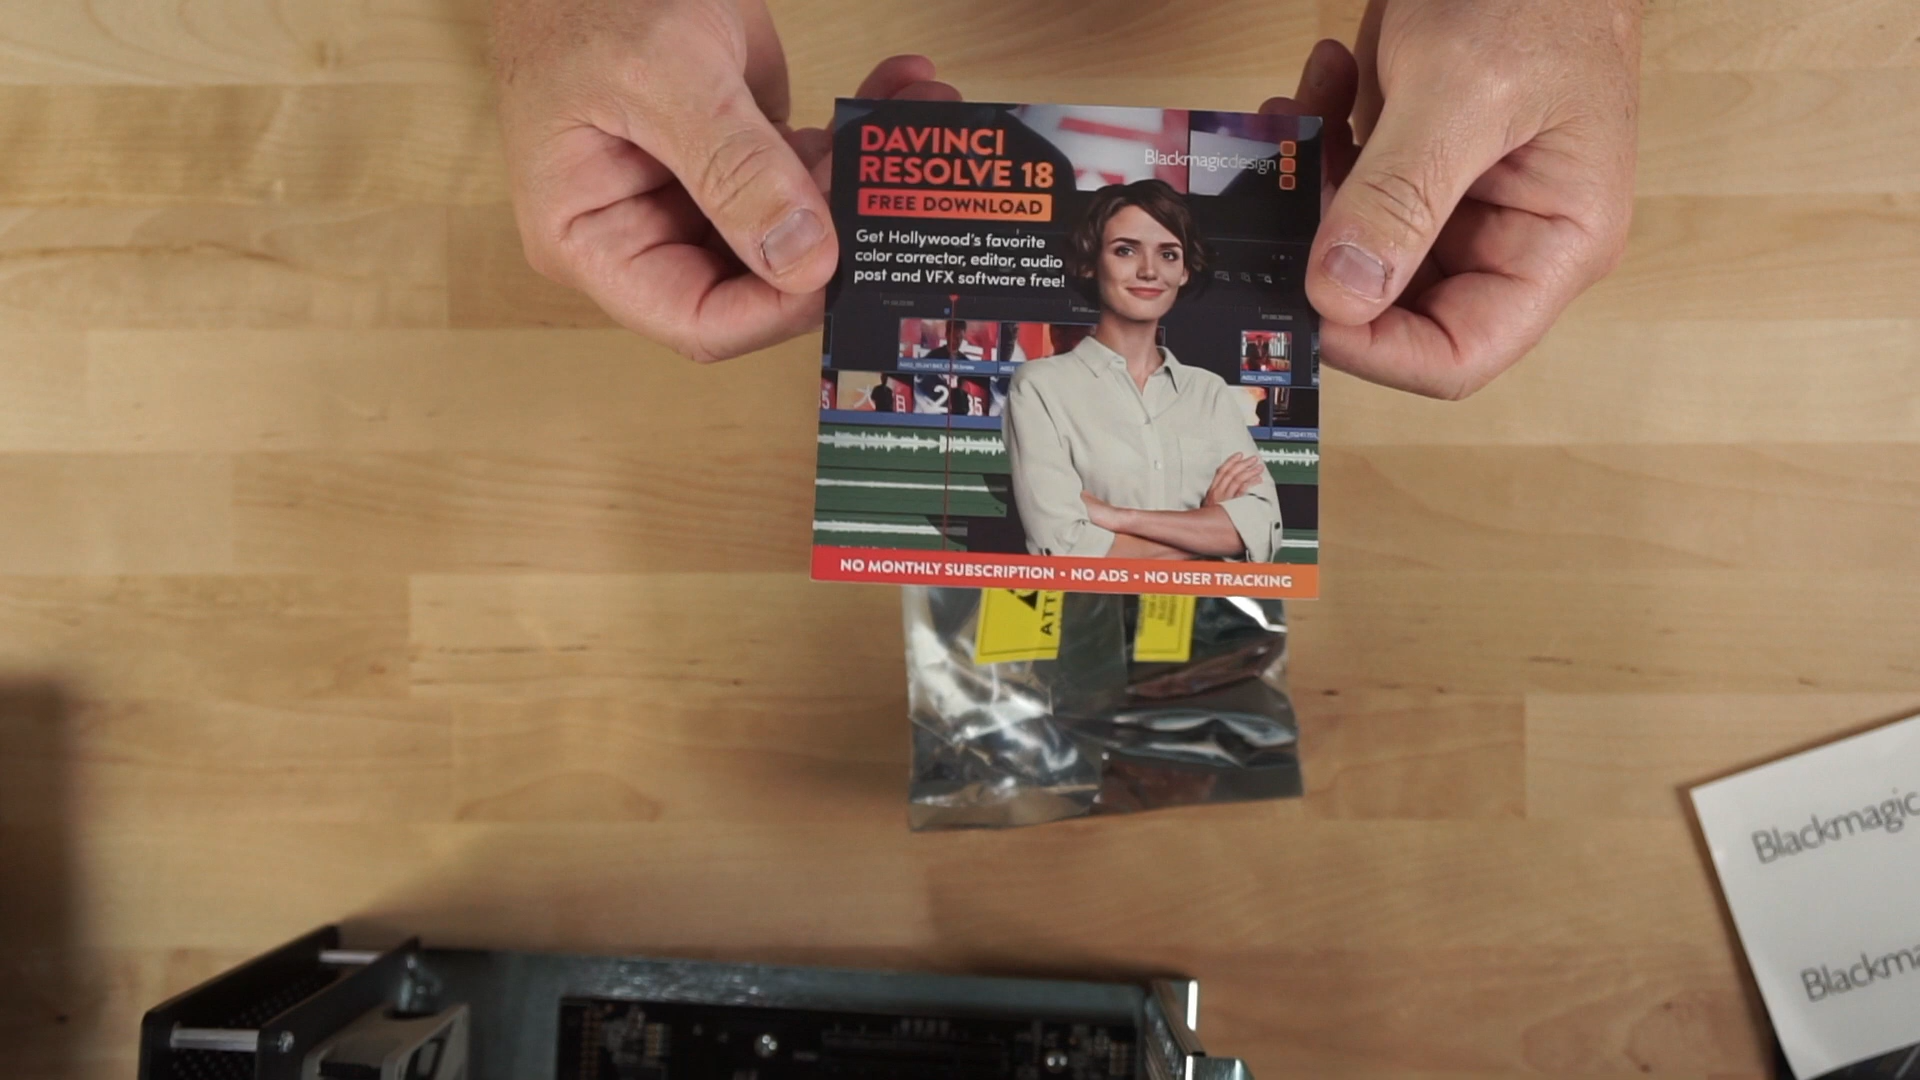 DAVINCI
RESOLVE 18
FREE DOWNLOAD
Get Hollywood's favorite
color corrector, editor, audio
post and VFX software free!
Blackmagicdesign
NO MONTHLY SUBSCRIPTION • NO ADS • NO USER TRACKING
Blackmagic
Blackma